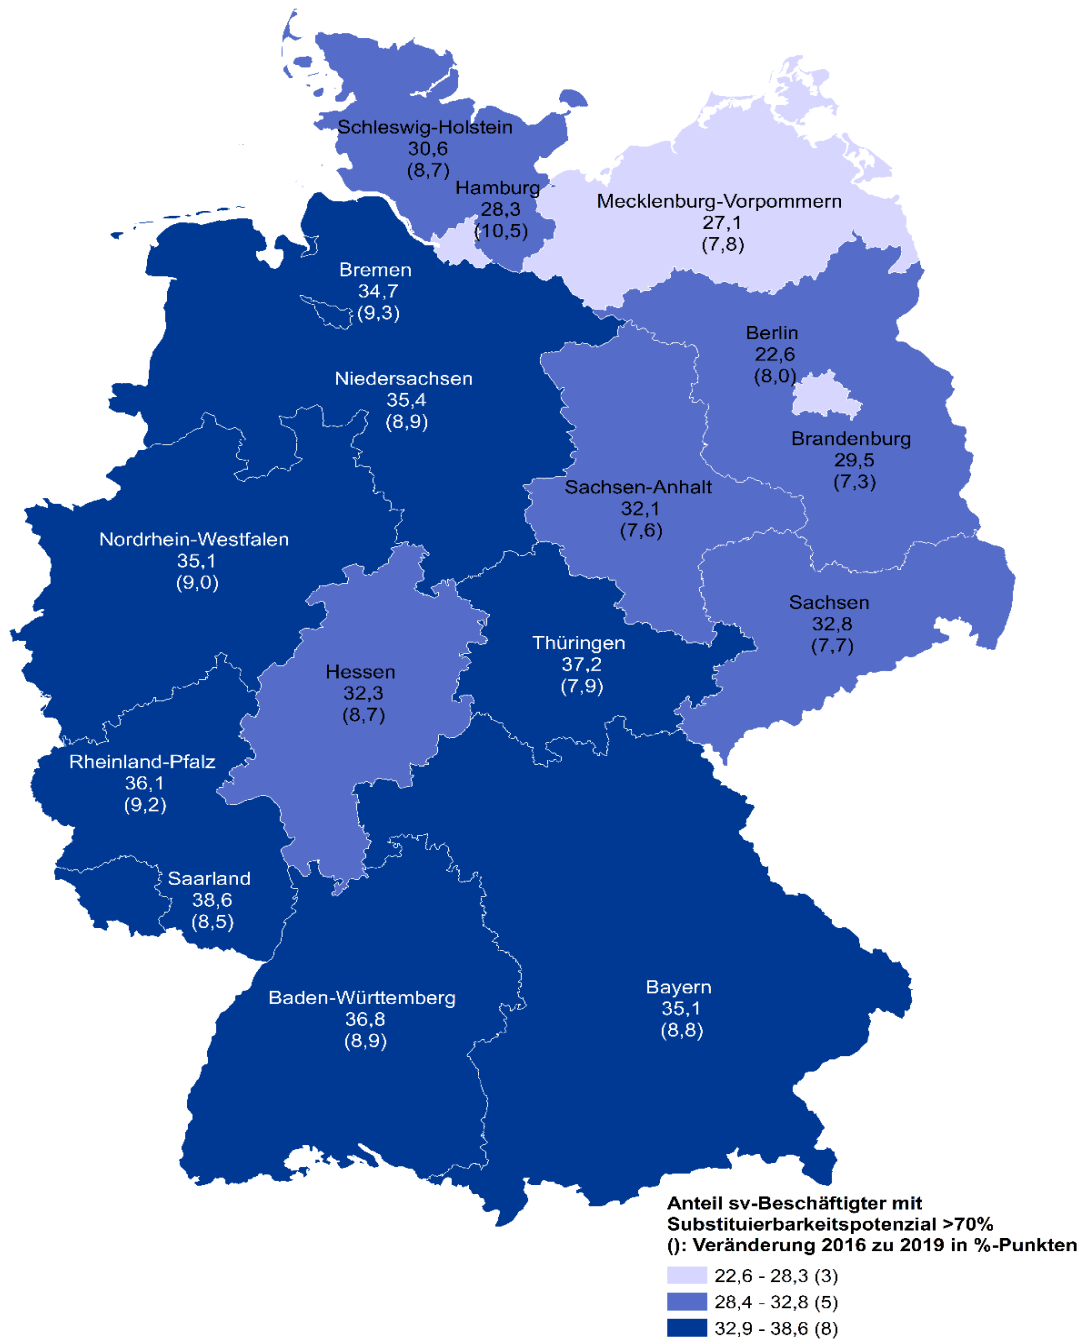 Schleswig-Holstein
30,6
(8,7)
Hamburg
28,3
(10,5)
Mecklenburg-Vorpommern
27,1
(7,8)
Bremen
34,7
(9,3)
Berlin
22,6
(8,0)
Niedersachsen
35,4
(8,9)
Brandenburg
29,5
(7,3)
Sachsen-Anhalt
32,1
(7,6)
Nordrhein-Westfalen
35,1
(9,0)
Sachsen
32,8
(7,7)
Thüringen
37,2
(7,9)
Hessen
32,3
(8,7)
Rheinland-Pfalz
36,1
(9,2)
Saarland
38,6
(8,5)
Baden-Württemberg
36,8
(8,9)
Bayern
35,1
(8,8)
Anteil sv-Beschäftigter mit
Substituierbarkeitspotenzial >70%
(): Veränderung 2016 zu 2019 in %-Punkten
22,6 - 28,3 (3)
28,4 - 32,8 (5)
32,9 - 38,6 (8)